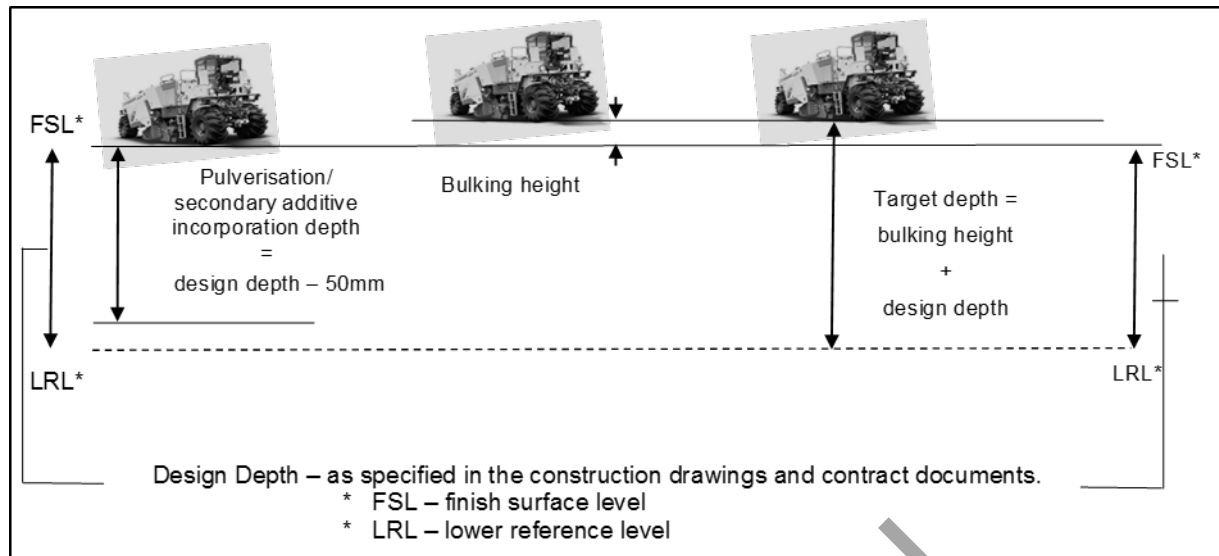 FSL*
Pulverisation/
secondary additive
incorporation depth
=
design depth – 50mm
LRL*
Bulking height
Target depth =
bulking height
+
design depth
FSL*
LRL*
Design Depth – as specified in the construction drawings and contract documents.
* FSL – finish surface level
* LRL – lower reference level